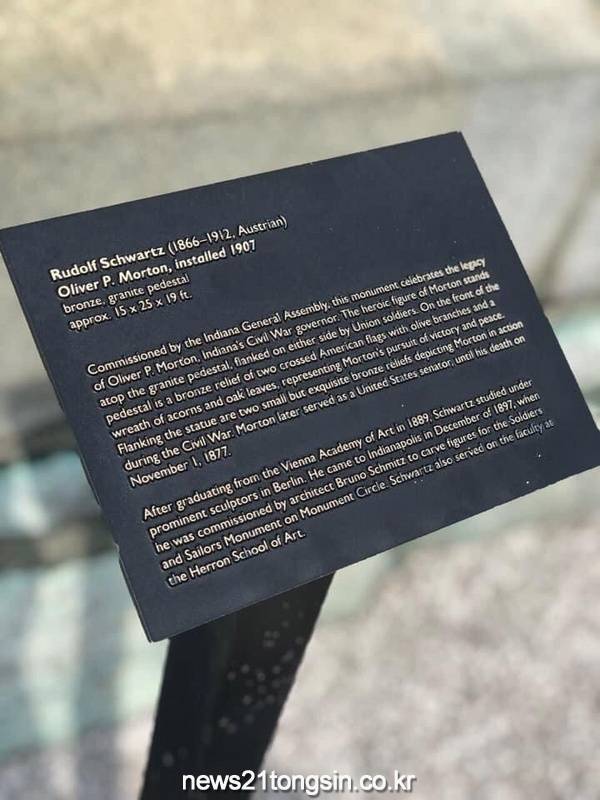 Rudolf Schwartz (1866–1912, Austrian)
Oliver P. Morton, installed 1907
bronze, granite pedestal
approx. 15 x 25 x 19 ft.
Commissioned by the Indiana General Assembly, this monument celebrates the legacy
of Oliver P. Morton, Indiana's Civil War governor. The heroic figure of Morton stands
atop the granite pedestal, flanked on either side by Union soldiers. On the front of the
pedestal is a bronze relief of two crossed American flags with olive branches and a
wreath of acorns and oak leaves, representing Morton's pursuit of victory and peace.
Flanking the statue are two small but exquisite bronze reliefs depicting Morton in action
during the Civil War. Morton later served as a United States senator, until his death on
November 1, 1877.
After graduating from the Vienna Academy of Art in 1889, Schwartz studied under
prominent sculptors in Berlin. He came to Indianapolis in December of 1897, when
he was commissioned by architect Bruno Schmitz to carve figures for the Soldiers
and Sailors Monument on Monument Circle. Schwartz also served on the faculty at
the Herron School of Art.
news21tongsin.co.kr